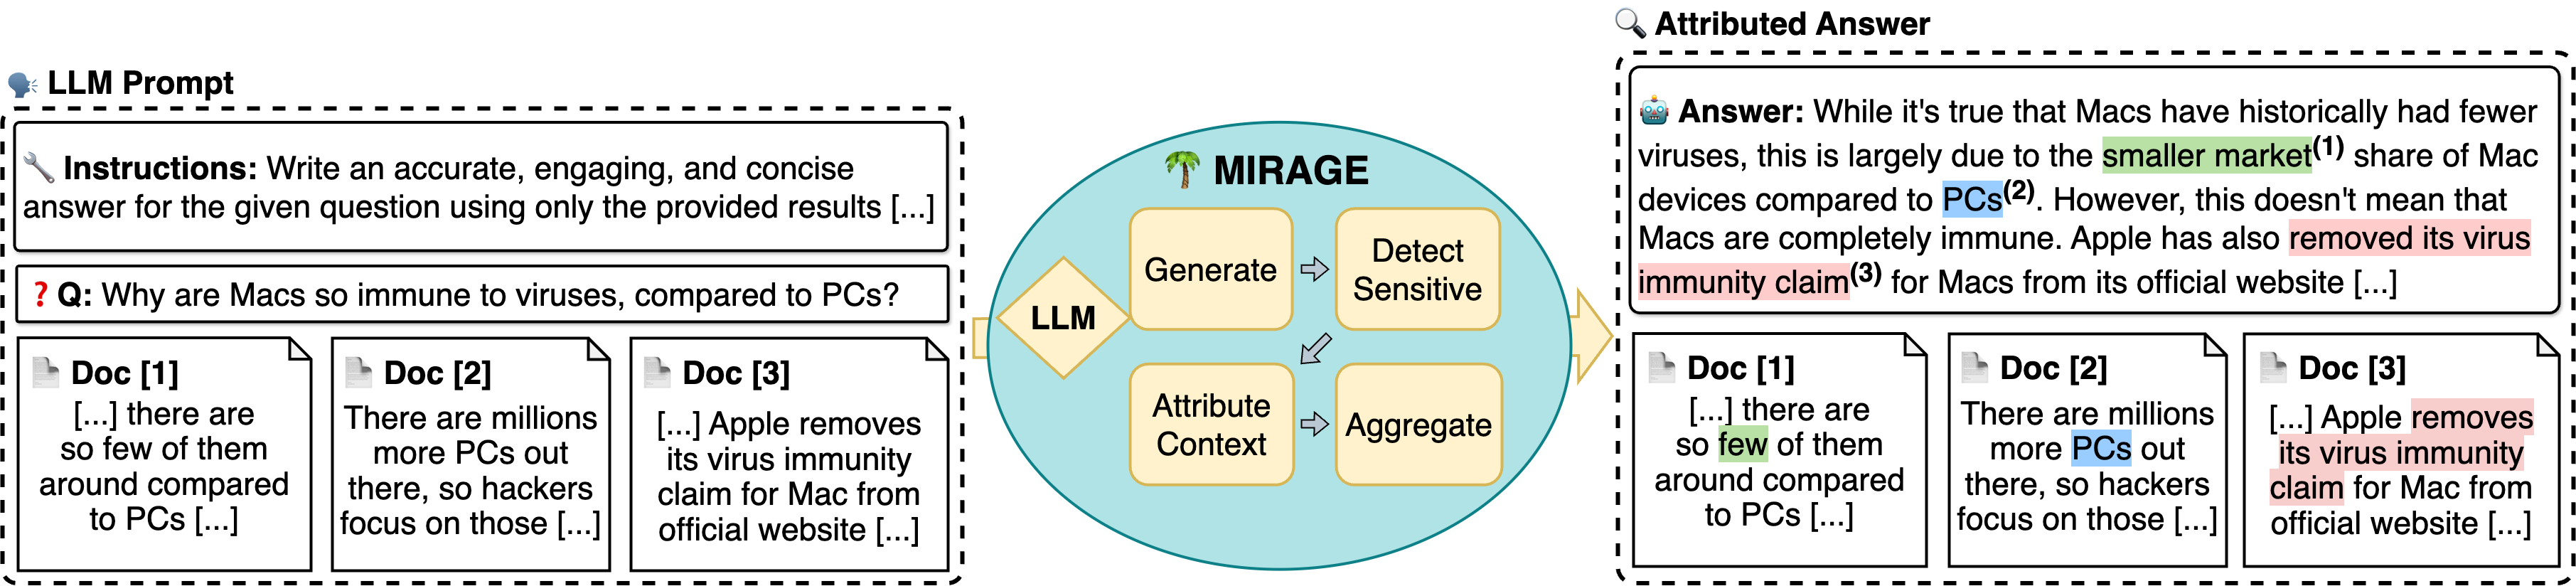 LLM Prompt
Instructions: Write an accurate, engaging, and concise
answer for the given question using only the provided results [...]
Q: Why are Macs so immune to viruses, compared to PCs?
Doc [1]
[...] there are
so few of them
around compared
to PCs [...]
Doc [2]
There are millions
more PCs out
there, so hackers
focus on those [...]
Doc [3]
[...] Apple removes
its virus immunity
claim for Mac from
official website [...]
MIRAGE
LLM
Generate
Detect
Sensitive
Attribute
Context
Aggregate
Attributed Answer
Answer: While it's true that Macs have historically had fewer
viruses, this is largely due to the smaller market(1) share of Mac
devices compared to PCs(2). However, this doesn't mean that
Macs are completely immune. Apple has also removed its virus
immunity claim(3) for Macs from its official website [...]
Doc [1]
[...] there are
so few of them
around compared
to PCs [...]
Doc [2]
There are millions
more PCs out
there, so hackers
focus on those [...]
Doc [3]
[...] Apple removes
its virus immunity
claim for Mac from
official website [...]